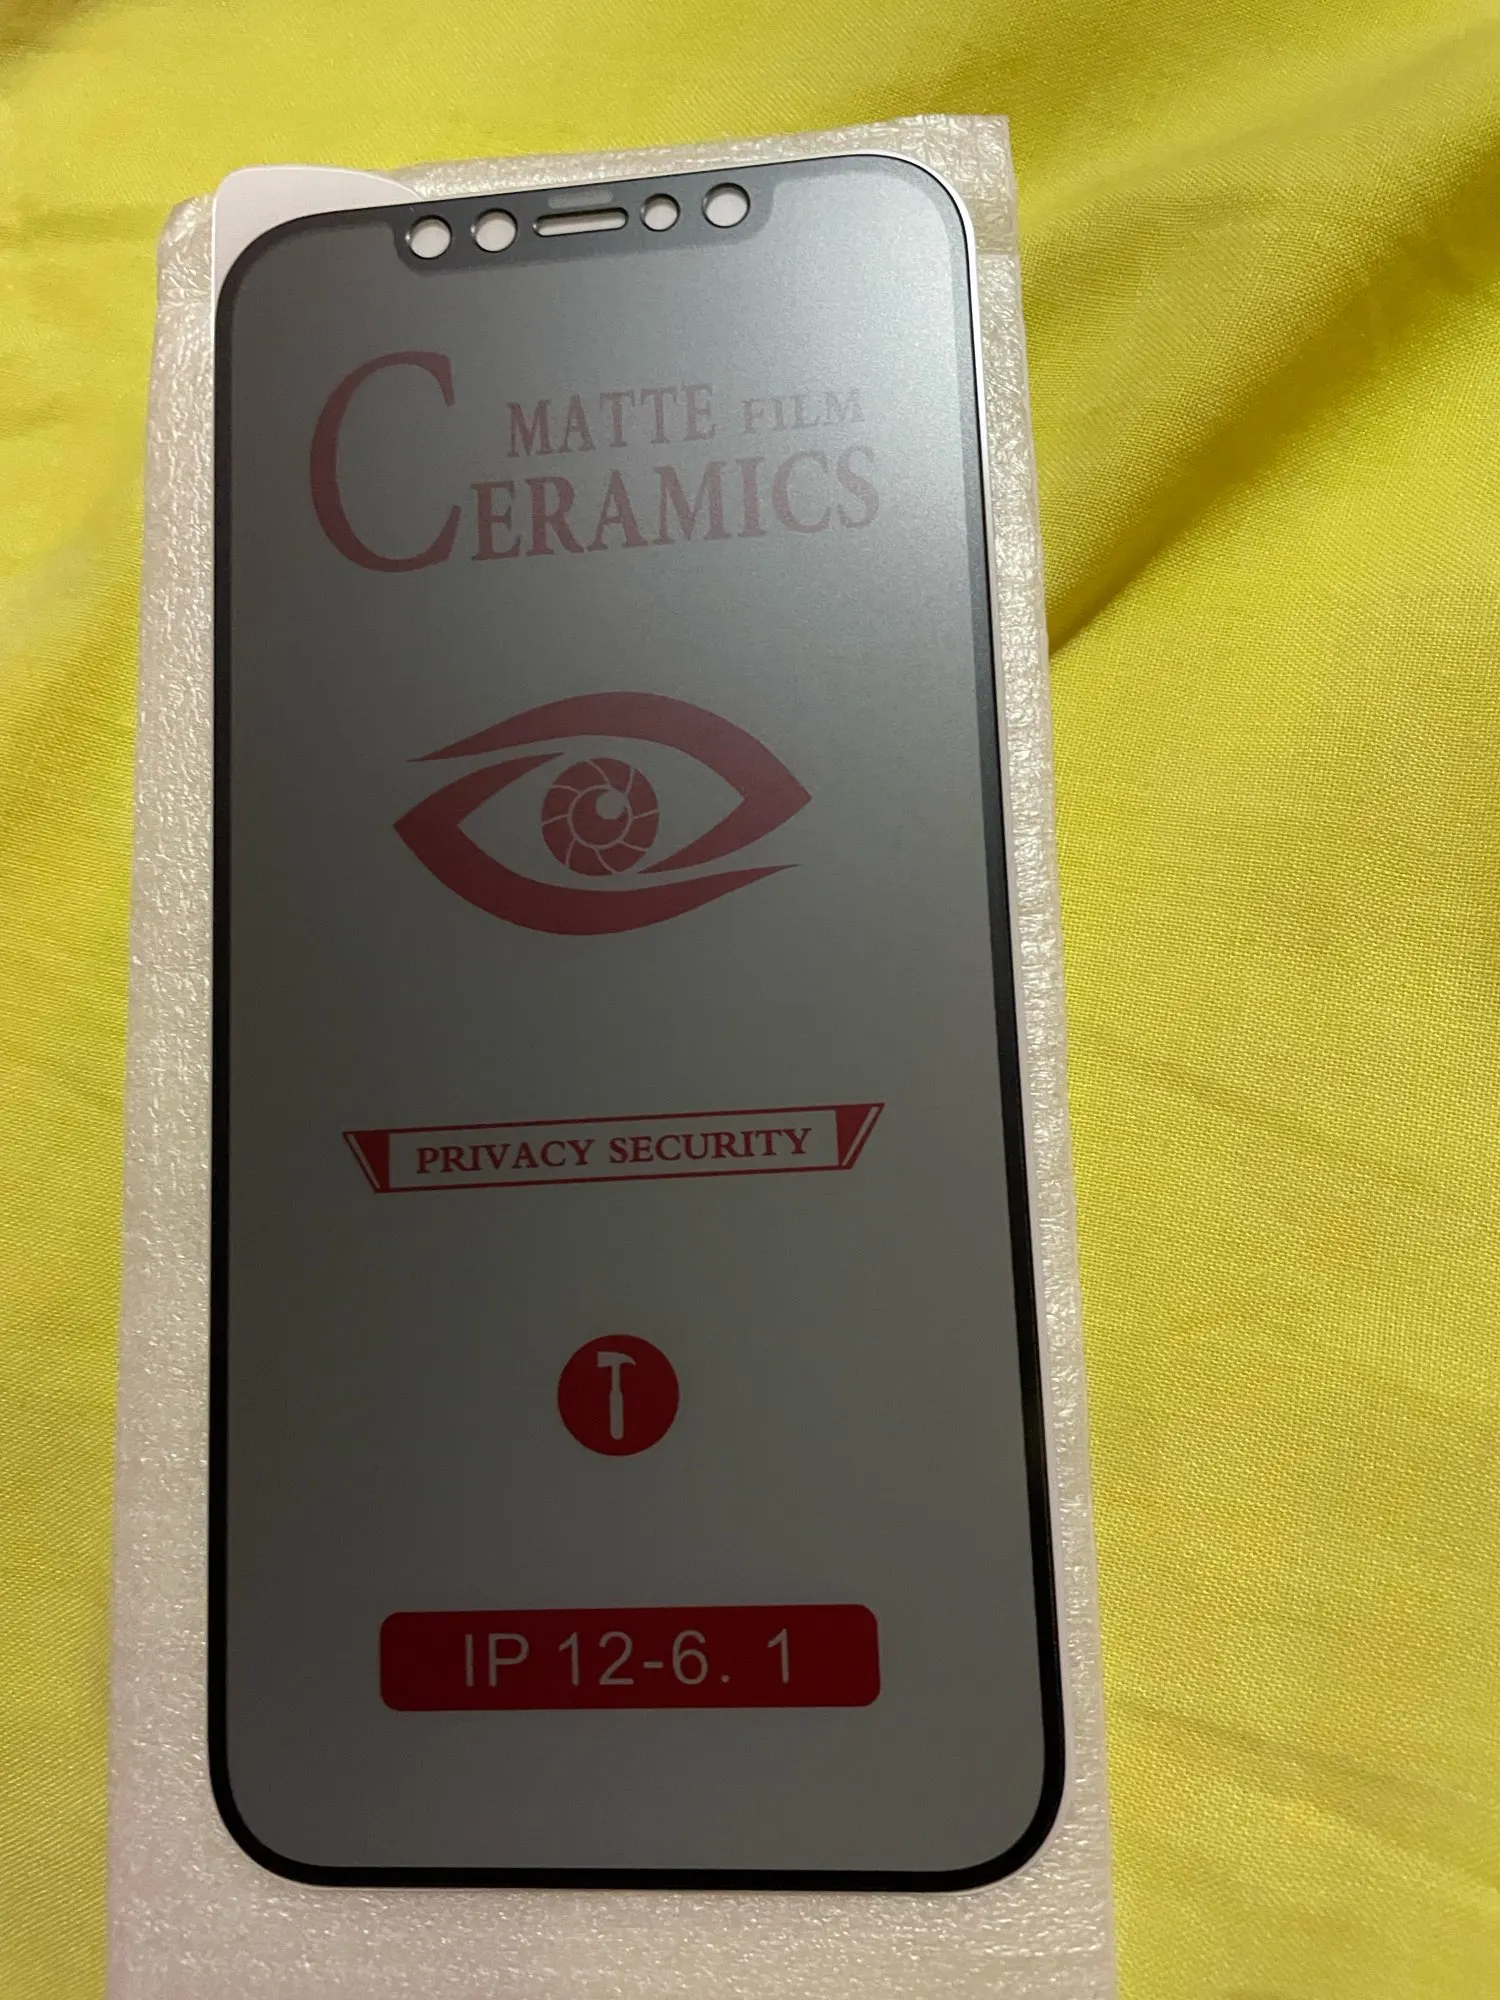 MATTE FILM
CERAMICS
PRIVACY SECURITY
IP 12-6. 1